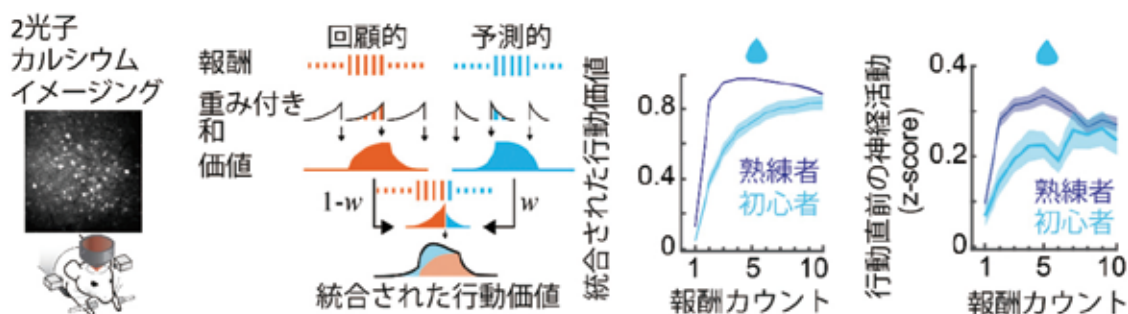 2光子
カルシウム
イメージング
回顧的
予測的
報酬
重み付き
和
価値
1-w
w
統合された行動価値
統合された行動価値
0.8
0.4
0
熟練者
初心者
1
5
10
報酬カウント
行動直前の神経活動
(z-score)
0.4
0.2
0
熟練者
初心者
1
5
10
報酬カウント